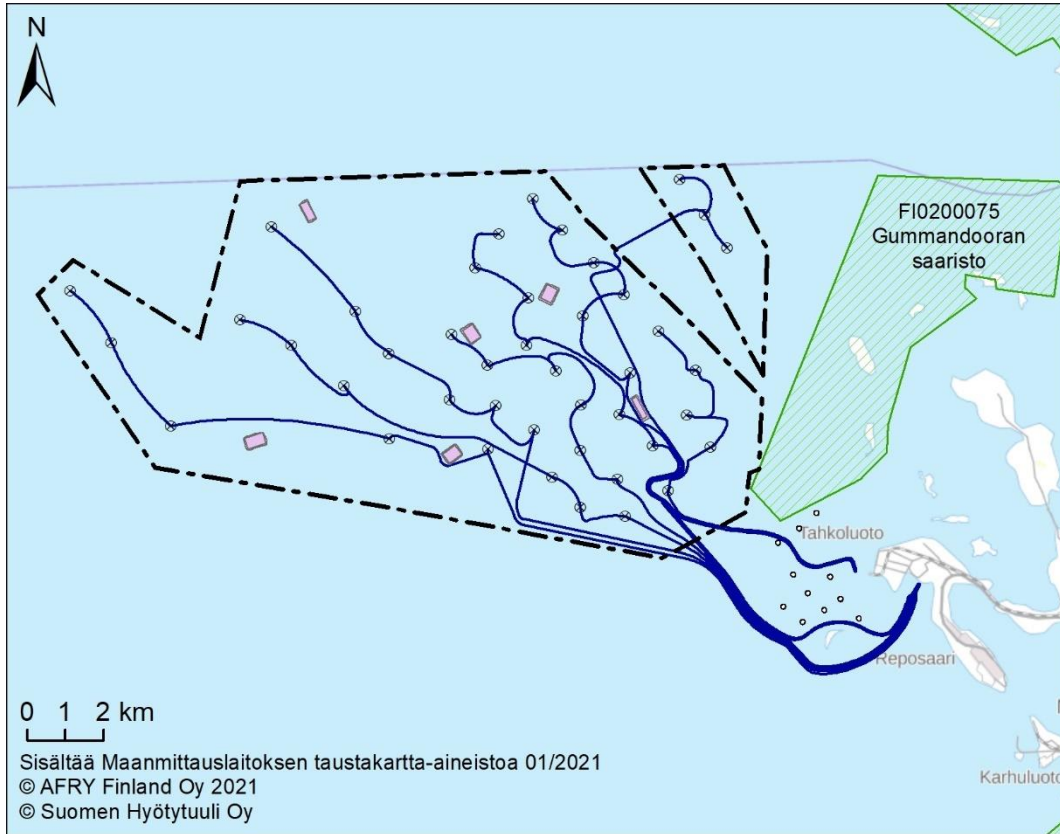 N
FI0200075
Gummandooran
saaristo
Tahkoluoto
Reposaari
Karhuluoto
0 1 2 km
Sisältää Maanmittauslaitoksen taustakartta-aineistoa 01/2021
© AFRY Finland Oy 2021
© Suomen Hyötytuuli Oy